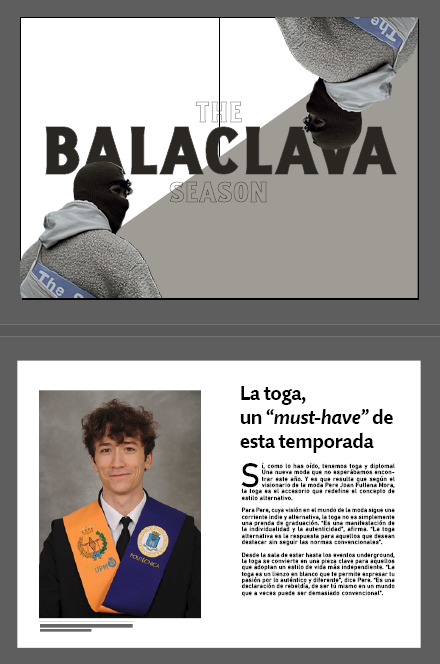 THE
BALACLAVA
SEASON
The
The S
La toga,
un “must-have” de
esta temporada
Sí, como lo has oído, tenemos toga y diploma!
Una nueva moda que no esperábamos encon-
trar este año. Y es que resulta que según el
visionario de la moda Pere Joan Fullana Mora,
la toga es el accesorio que redefine el concepto de
estilo alternativo.
Para Pere, cuya visión en el mundo de la moda sigue una
corriente indie y alternativa, la toga no es simplemente
una prenda de graduación. "Es una manifestación de
la individualidad y la autenticidad", afirma. "La toga
alternativa es la respuesta para aquellos que desean
destacar sin seguir las normas convencionales".
Desde la sala de estar hasta los eventos underground,
la toga se convierte en una pieza clave para aquellos
que adoptan un estilo de vida más independiente. "La
toga es un lienzo en blanco que te permite expresar tu
pasión por lo auténtico y diferente", dice Pere. "Es una
declaración de rebeldía, de ser tú mismo en un mundo
que a veces puede ser demasiado convencional".
UPM
POLITÉCNICA